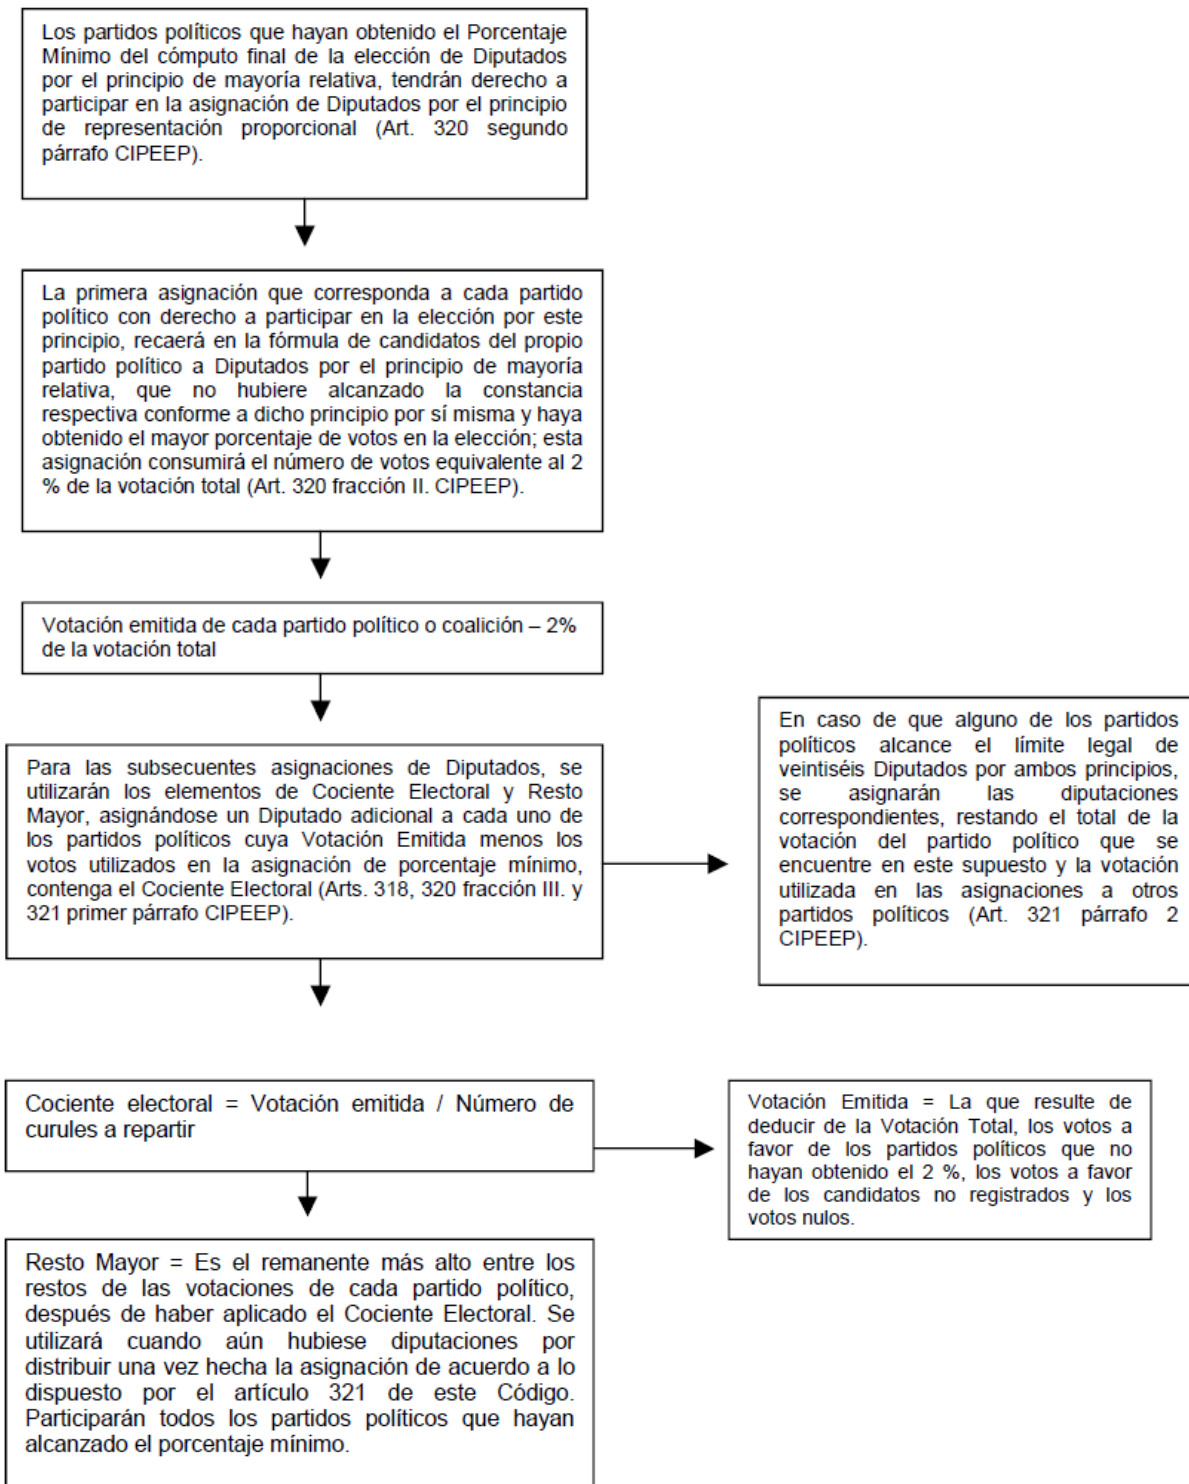 Los partidos políticos que hayan obtenido el Porcentaje
Mínimo del cómputo final de la elección de Diputados
por el principio de mayoría relativa, tendrán derecho a
participar en la asignación de Diputados por el principio
de representación proporcional (Art. 320 segundo
párrafo CIPEEP).
La primera asignación que corresponda a cada partido
político con derecho a participar en la elección por este
principio, recaerá en la fórmula de candidatos del propio
partido político a Diputados por el principio de mayoría
relativa, que no hubiere alcanzado la constancia
respectiva conforme a dicho principio por sí misma y haya
obtenido el mayor porcentaje de votos en la elección; esta
asignación consumirá el número de votos equivalente al 2
% de la votación total (Art. 320 fracción II. CIPEEP).
Votación emitida de cada partido político o coalición – 2%
de la votación total
Para las subsecuentes asignaciones de Diputados, se
utilizarán los elementos de Cociente Electoral y Resto
Mayor, asignándose un Diputado adicional a cada uno de
los partidos políticos cuya Votación Emitida menos los
votos utilizados en la asignación de porcentaje mínimo,
contenga el Cociente Electoral (Arts. 318, 320 fracción III. y
321 primer párrafo CIPEEP).
En caso de que alguno de los partidos
políticos alcance el límite legal de
veintiséis Diputados por ambos principios,
se asignarán las diputaciones
correspondientes, restando el total de la
votación del partido político que se
encuentre en este supuesto y la votación
utilizada en las asignaciones a otros
partidos políticos (Art. 321 párrafo 2
CIPEEP).
Cociente electoral = Votación emitida / Número de
curules a repartir
Votación Emitida = La que resulte de
deducir de la Votación Total, los votos a
favor de los partidos políticos que no
hayan obtenido el 2 %, los votos a favor
de los candidatos no registrados y los
votos nulos.
Resto Mayor = Es el remanente más alto entre los
restos de las votaciones de cada partido político,
después de haber aplicado el Cociente Electoral. Se
utilizará cuando aún hubiese diputaciones por
distribuir una vez hecha la asignación de acuerdo a lo
dispuesto por el artículo 321 de este Código.
Participarán todos los partidos políticos que hayan
alcanzado el porcentaje mínimo.